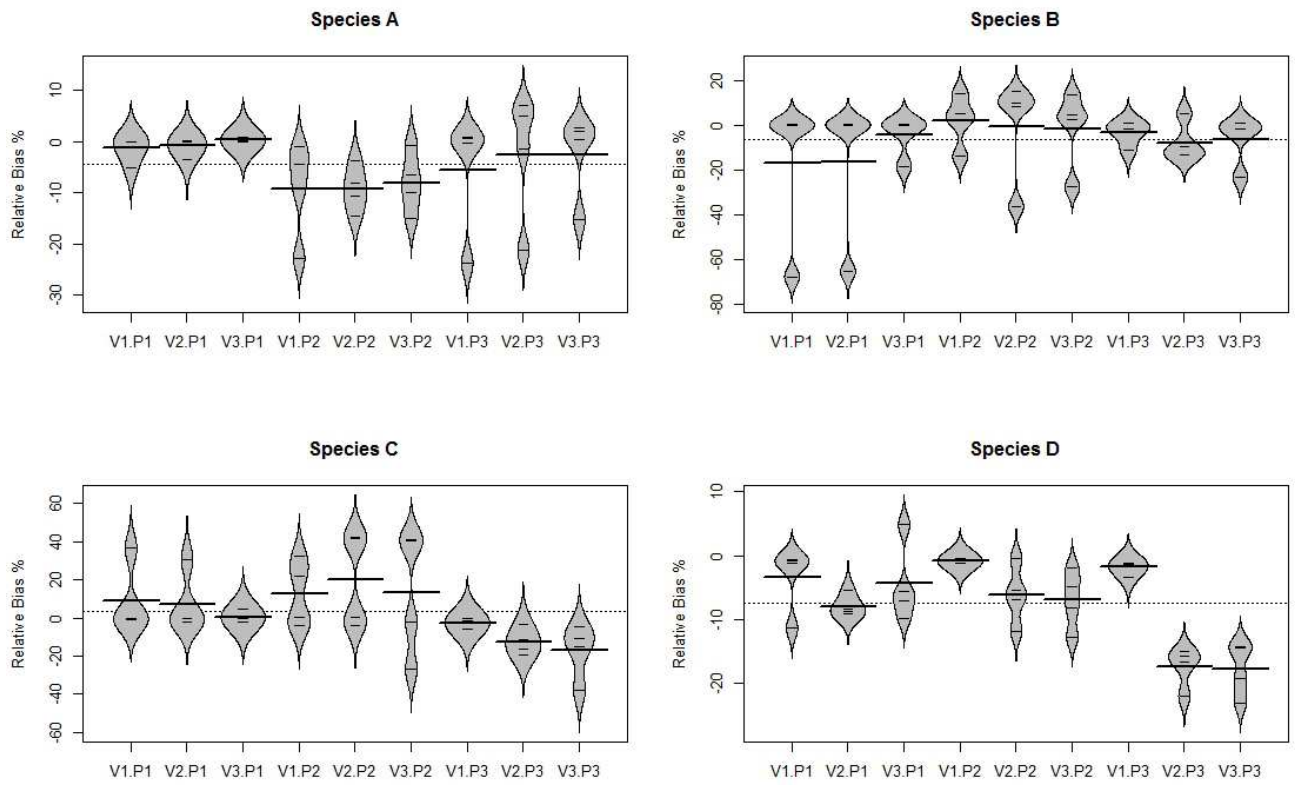 Species A
Relative Bias %
10
0
-10
-20
-30
V1.P1 V2.P1 V3.P1 V1.P2 V2.P2 V3.P2 V1.P3 V2.P3 V3.P3
Species B
Relative Bias %
20
0
-20
-40
-60
-80
V1.P1 V2.P1 V3.P1 V1.P2 V2.P2 V3.P2 V1.P3 V2.P3 V3.P3
Species C
Relative Bias %
60
40
20
0
-20
-40
-60
V1.P1 V2.P1 V3.P1 V1.P2 V2.P2 V3.P2 V1.P3 V2.P3 V3.P3
Species D
Relative Bias %
10
0
-10
-20
V1.P1 V2.P1 V3.P1 V1.P2 V2.P2 V3.P2 V1.P3 V2.P3 V3.P3